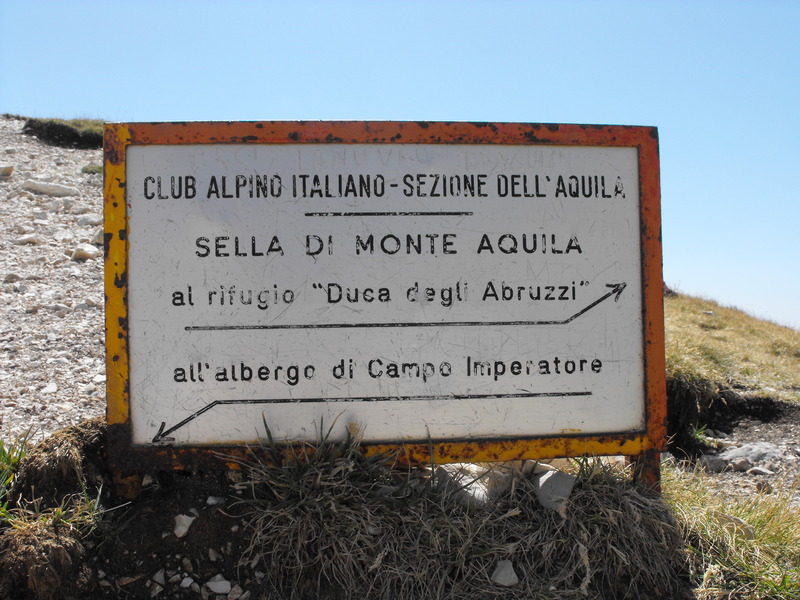 CLUB ALPINO ITALIANO - SEZIONE DELL'AQUILA
SELLA DI MONTE AQUILA
al rifugio "Duca degli Abruzzi"
all'albergo di Campo Imperatore